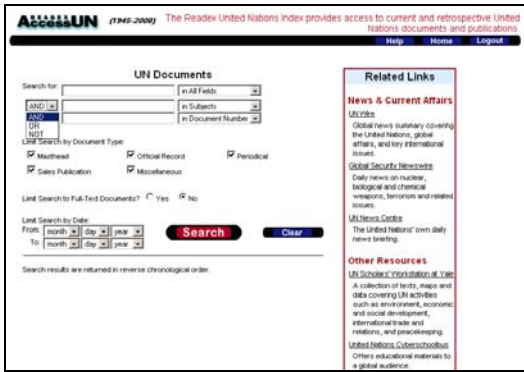 READEX
AccessUN (1945-2000) The Readex United Nations Index provides access to current and retrospective United
Nations documents and publications.
Help Home Logout
UN Documents
Search for: in All Fields
AND in Subjects
AND in Document Number
OR
NOT
Limit Search by Document Type:
Masthead Official Record Periodical
Sales Publication Miscellaneous
Limit Search to Full-Text Documents? Yes No
Limit Search by Date:
From: month day year Search Clear
To: month day year
Search results are returned in reverse chronological order.
Related Links
News & Current Affairs
UN Wire
Global news summary covering
the United Nations, global
affairs, and key international
issues.
Global Security Newswire
Daily news on nuclear,
biological and chemical
weapons, terrorism and related
issues.
UN News Centre
The United Nations' own daily
news briefing.
Other Resources
UN Scholars' Workstation at Yale
A collection of texts, maps and
data covering UN activities
such as environment, economic
and social development,
international trade and
relations, and peacekeeping.
United Nations Cyberschoolbus
Offers educational materials to
a global audience.